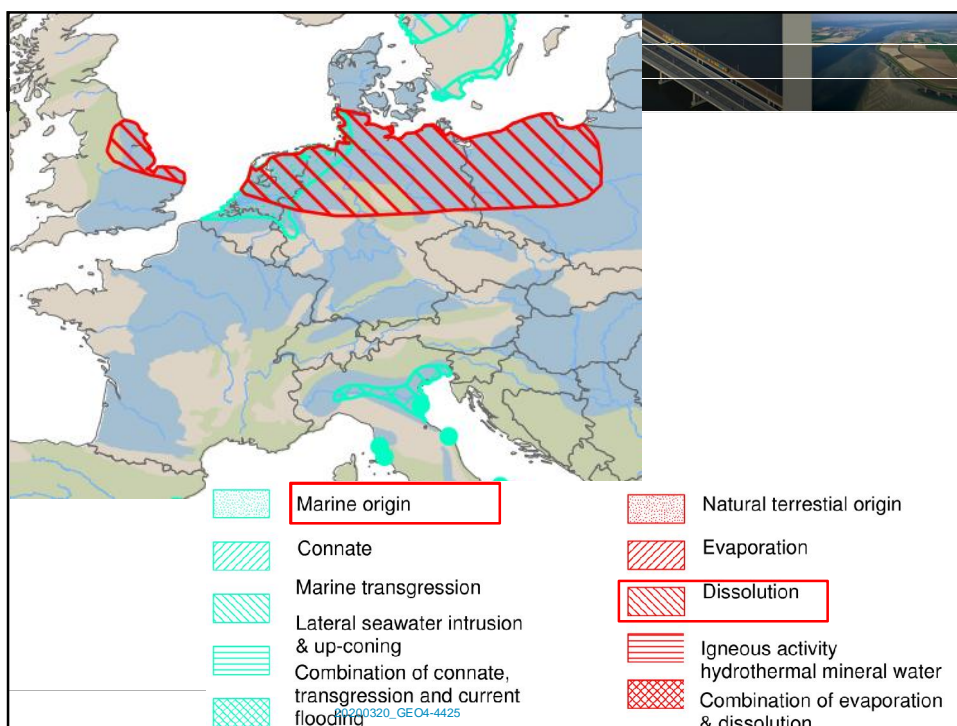 Marine origin
Connate
Marine transgression
Lateral seawater intrusion
& up-coning
Combination of connate,
transgression and current
flooding
20200320_GEO4-4425
Natural terrestial origin
Evaporation
Dissolution
Igneous activity
hydrothermal mineral water
Combination of evaporation
& dissolution